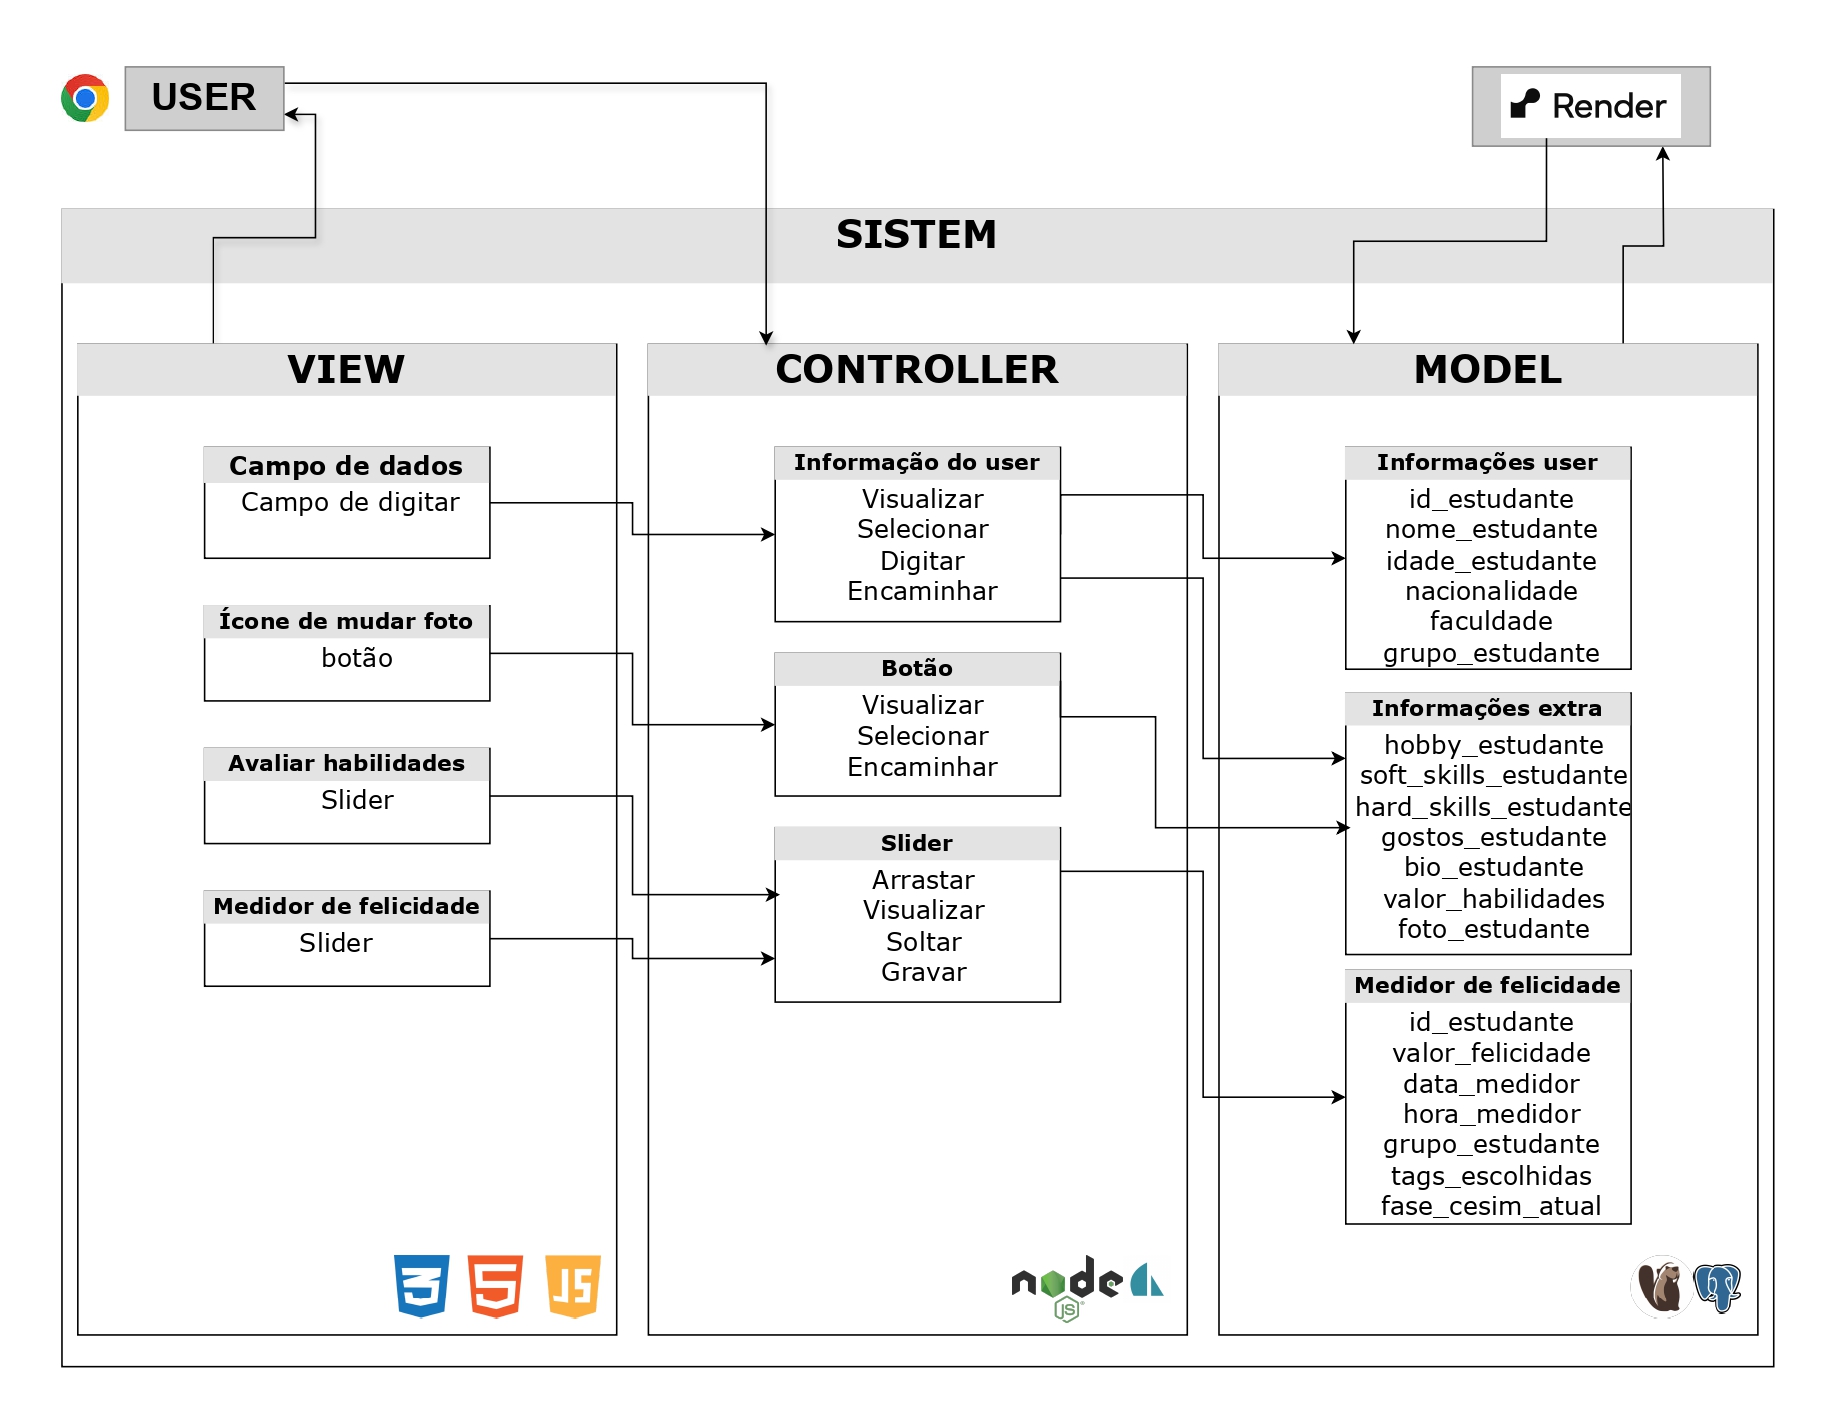 USER
Render
SISTEM
VIEW
Campo de dados
Campo de digitar
Ícone de mudar foto
botão
Avaliar habilidades
Slider
Medidor de felicidade
Slider
3
5
JS
CONTROLLER
Informação do user
Visualizar
Selecionar
Digitar
Encaminhar
Botão
Visualizar
Selecionar
Encaminhar
Slider
Arrastar
Visualizar
Soltar
Gravar
node
JS
MODEL
Informações user
id_estudante
nome_estudante
idade_estudante
nacionalidade
faculdade
grupo_estudante
Informações extra
hobby_estudante
soft_skills_estudante
hard_skills_estudante
gostos_estudante
bio_estudante
valor_habilidades
foto_estudante
Medidor de felicidade
id_estudante
valor_felicidade
data_medidor
hora_medidor
grupo_estudante
tags_escolhidas
fase_cesim_atual